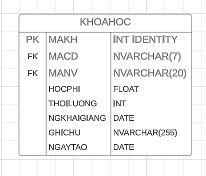 KHOAHOC
PK MAKH INT IDENTITY
FK MACD NVARCHAR(7)
FK MANV NVARCHAR(20)
HOCPHI FLOAT
THOILUONG INT
NGKHAIGIANG DATE
GHICHU NVARCHAR(255)
NGAYTAO DATE